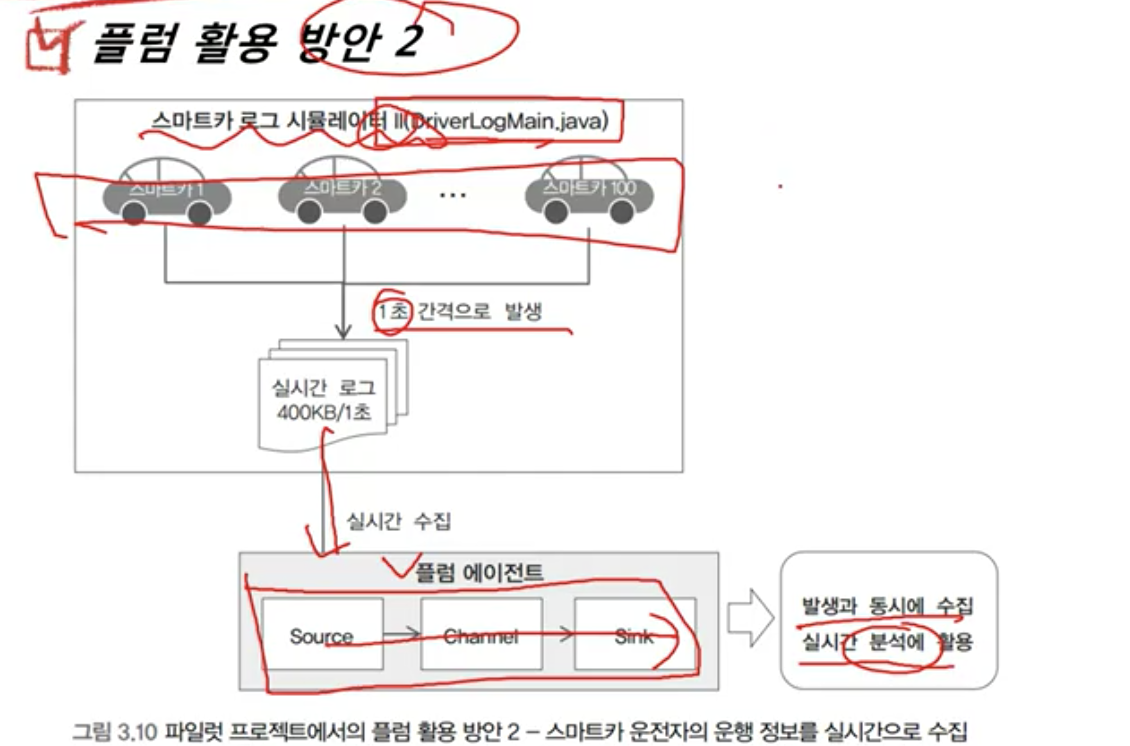 플럼 활용 방안 2
스마트카 로그 시뮬레이터 II(DriverLogMain.java)
스마트카 1
스마트카 2
...
스마트카 100
1초 간격으로 발생
실시간 로그
400KB/1초
실시간 수집
플럼 에이전트
Source
Channel
Sink
발생과 동시에 수집
실시간 분석에 활용
그림 3.10 파일럿 프로젝트에서의 플럼 활용 방안 2 – 스마트카 운전자의 운행 정보를 실시간으로 수집